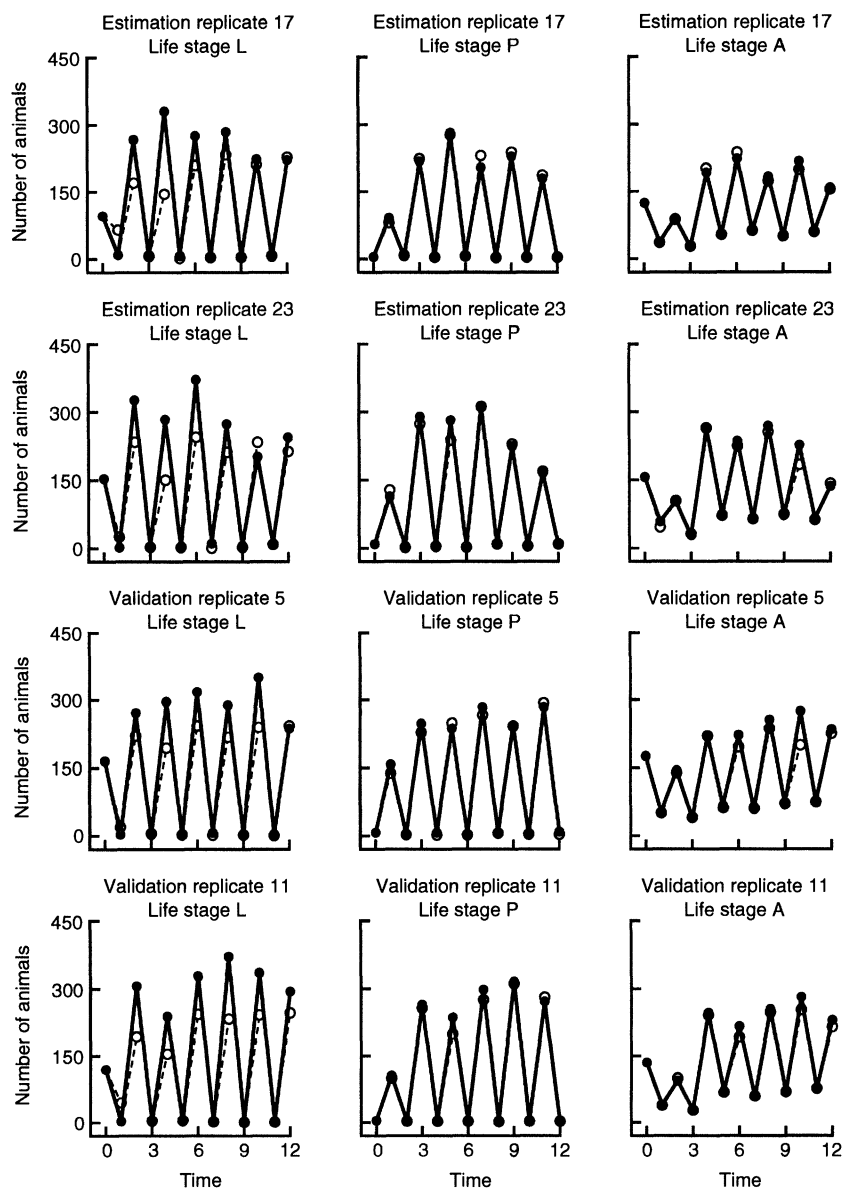 Estimation replicate 17
Life stage L
Estimation replicate 17
Life stage P
Estimation replicate 17
Life stage A
Number of animals
450
300
150
0
Estimation replicate 23
Life stage L
Estimation replicate 23
Life stage P
Estimation replicate 23
Life stage A
Number of animals
450
300
150
0
Validation replicate 5
Life stage L
Validation replicate 5
Life stage P
Validation replicate 5
Life stage A
Number of animals
450
300
150
0
Validation replicate 11
Life stage L
Validation replicate 11
Life stage P
Validation replicate 11
Life stage A
Number of animals
450
300
150
0
0 3 6 9 12
Time
0 3 6 9 12
Time
0 3 6 9 12
Time